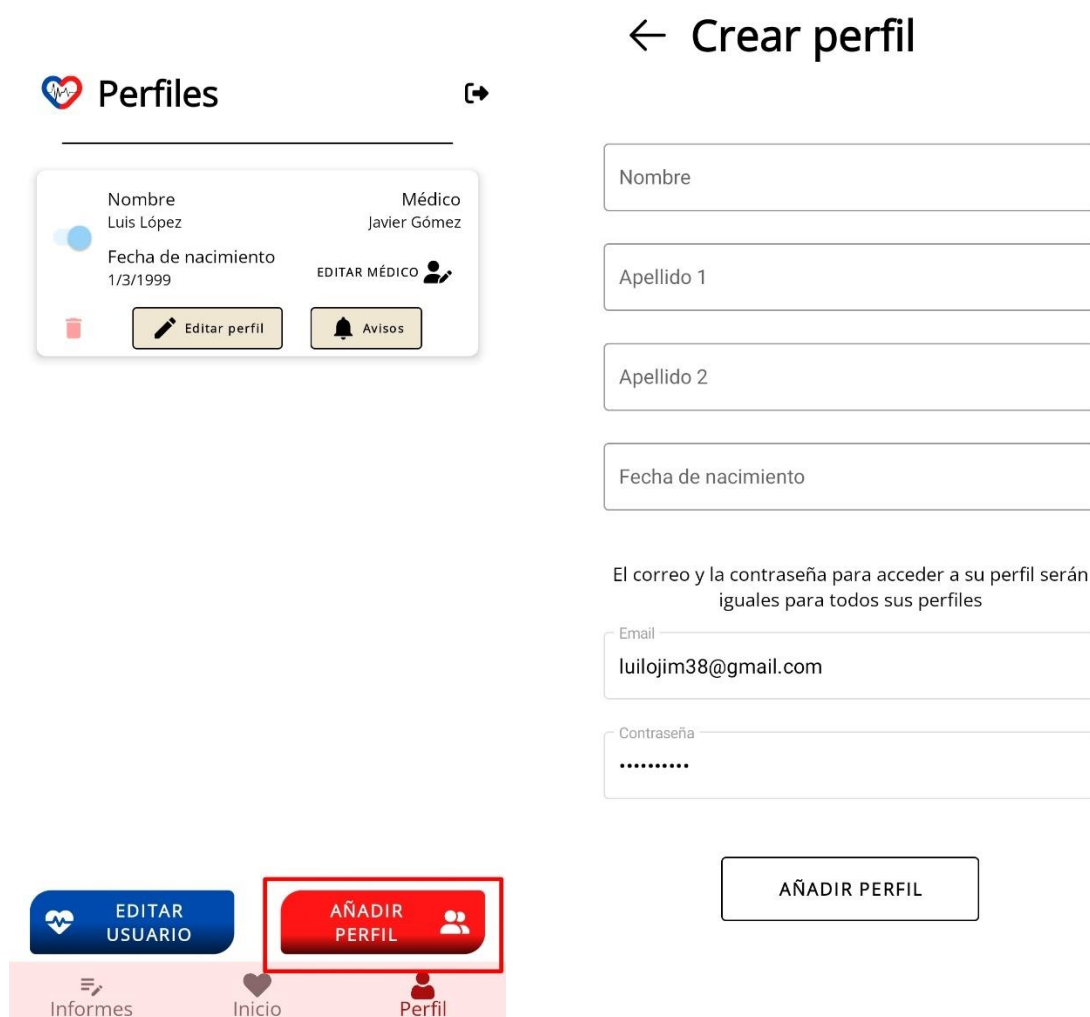 Perfiles
Nombre
Médico
Luis López
Javier Gómez
Fecha de nacimiento
1/3/1999
EDITAR MÉDICO
Editar perfil
Avisos
EDITAR
USUARIO
AÑADIR
PERFIL
Informes
Inicio
Perfil
Crear perfil
Nombre
Apellido 1
Apellido 2
Fecha de nacimiento
El correo y la contraseña para acceder a su perfil serán
iguales para todos sus perfiles
Email
luilojim38@gmail.com
Contraseña
••••••••••
AÑADIR PERFIL